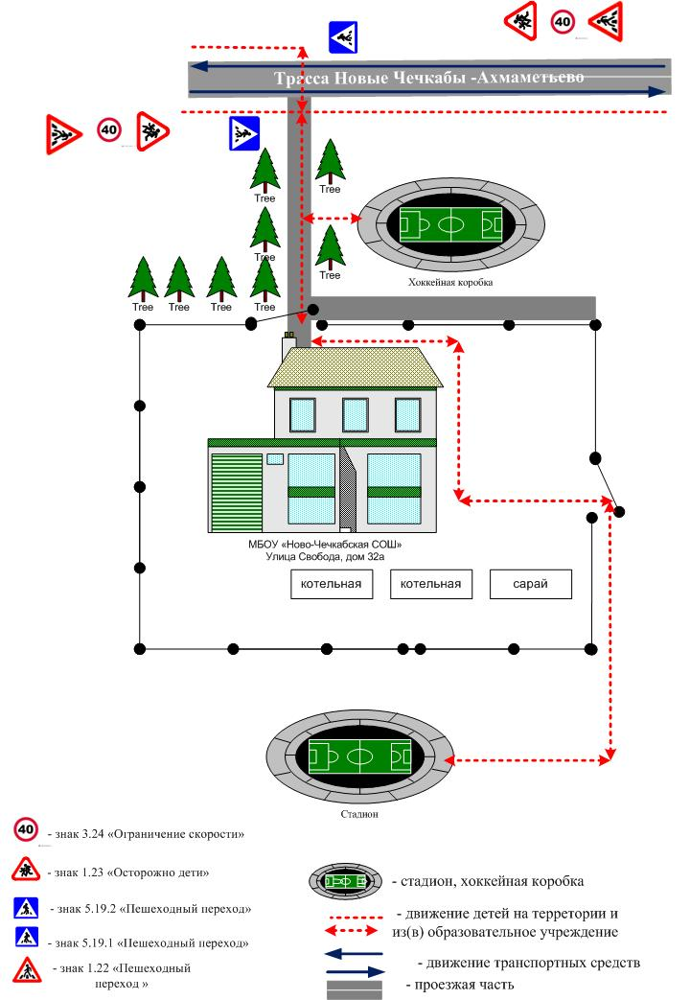 40
Трасса Новые Чечкабы -Ахмаметьево
40
Tree
Tree
Tree
Tree
Хоккейная коробка
Tree
Tree
Tree
Tree
МБОУ «Ново-Чечкабская СОШ»
Улица Свобода, дом 32а
котельная
котельная
сарай
Стадион
40
- знак 3.24 «Ограничение скорости»
- знак 1.23 «Осторожно дети»
- знак 5.19.2 «Пешеходный переход»
- знак 5.19.1 «Пешеходный переход»
- знак 1.22 «Пешеходный
переход »
- стадион, хоккейная коробка
- движение детей на территории и
из(в) образовательное учреждение
- движение транспортных средств
- проезжая часть